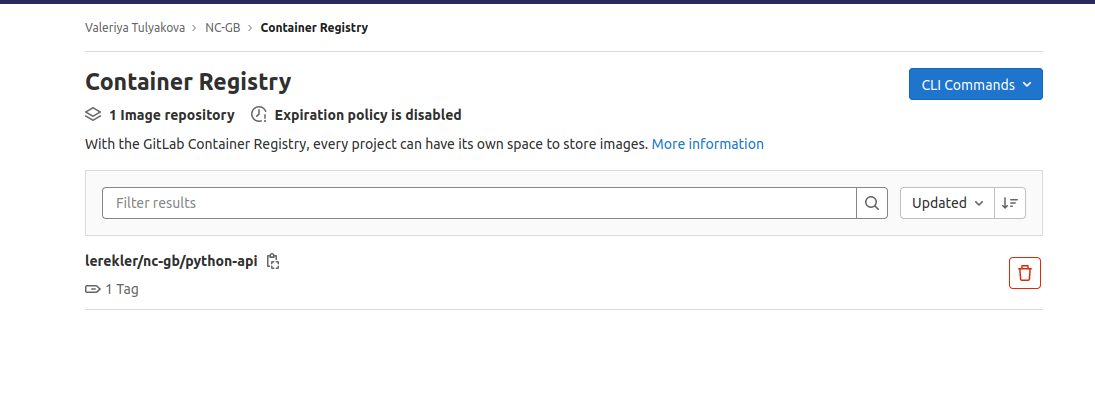 Valeriya Tulyakova › NC-GB › Container Registry
Container Registry
CLI Commands
1 Image repository Expiration policy is disabled
With the GitLab Container Registry, every project can have its own space to store images. More information
Filter results
Updated
lerekler/nc-gb/python-api
1 Tag